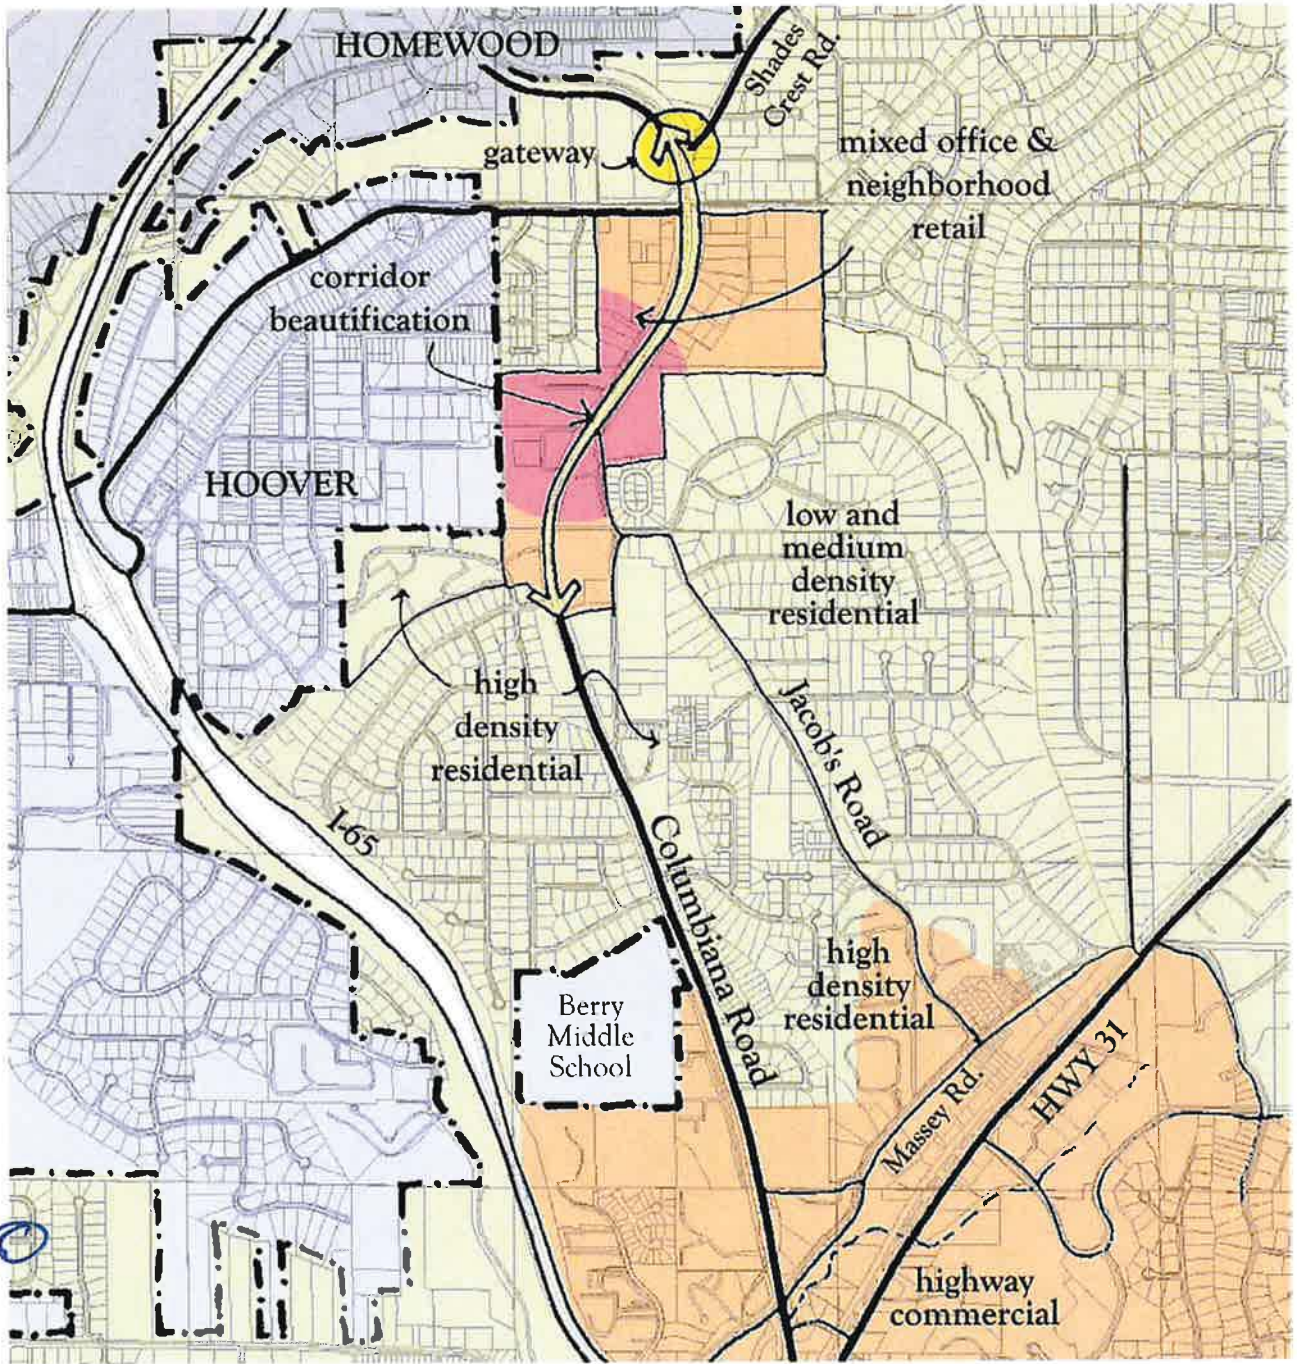 HOMEWOOD
Shades
Crest Rd.
gateway
mixed office &
neighborhood
retail
corridor
beautification
HOOVER
low and
medium
density
residential
high
density
residential
Jacob's Road
I-65
Columbiana Road
high
density
residential
Berry
Middle
School
HWY 31
Massey Rd.
highway
commercial